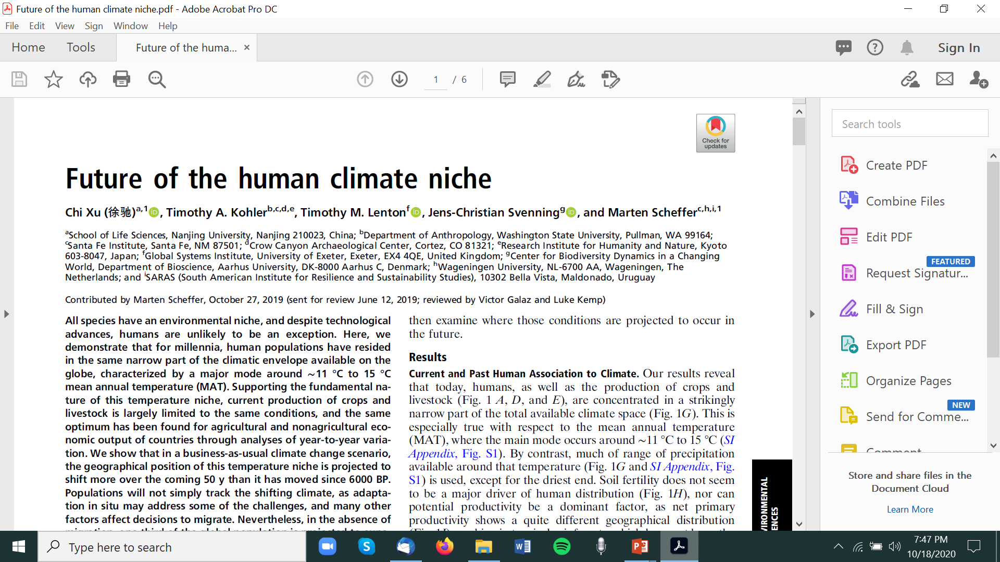 Future of the human climate niche.pdf - Adobe Acrobat Pro DC
File Edit View Sign Window Help
Home Tools Future of the huma... × Sign In
1 / 6
Search tools
Check for
updates
Future of the human climate niche
Chi Xu (徐驰)a,1 iD, Timothy A. Kohlerb,c,d,e, Timothy M. Lentonf iD, Jens-Christian Svenningg iD, and Marten Schefferc,h,i,1
aSchool of Life Sciences, Nanjing University, Nanjing 210023, China; bDepartment of Anthropology, Washington State University, Pullman, WA 99164;
cSanta Fe Institute, Santa Fe, NM 87501; dCrow Canyon Archaeological Center, Cortez, CO 81321; eResearch Institute for Humanity and Nature, Kyoto
603-8047, Japan; fGlobal Systems Institute, University of Exeter, Exeter, EX4 4QE, United Kingdom; gCenter for Biodiversity Dynamics in a Changing
World, Department of Bioscience, Aarhus University, DK-8000 Aarhus C, Denmark; hWageningen University, NL-6700 AA, Wageningen, The
Netherlands; and iSARAS (South American Institute for Resilience and Sustainability Studies), 10302 Bella Vista, Maldonado, Uruguay
Contributed by Marten Scheffer, October 27, 2019 (sent for review June 12, 2019; reviewed by Victor Galaz and Luke Kemp)
All species have an environmental niche, and despite technological
advances, humans are unlikely to be an exception. Here, we
demonstrate that for millennia, human populations have resided
in the same narrow part of the climatic envelope available on the
globe, characterized by a major mode around ~11 °C to 15 °C
mean annual temperature (MAT). Supporting the fundamental na-
ture of this temperature niche, current production of crops and
livestock is largely limited to the same conditions, and the same
optimum has been found for agricultural and nonagricultural eco-
nomic output of countries through analyses of year-to-year varia-
tion. We show that in a business-as-usual climate change scenario,
the geographical position of this temperature niche is projected to
shift more over the coming 50 y than it has moved since 6000 BP.
Populations will not simply track the shifting climate, as adapta-
tion in situ may address some of the challenges, and many other
factors affect decisions to migrate. Nevertheless, in the absence of
then examine where those conditions are projected to occur in
the future.
Results
Current and Past Human Association to Climate. Our results reveal
that today, humans, as well as the production of crops and
livestock (Fig. 1 A, D, and E), are concentrated in a strikingly
narrow part of the total available climate space (Fig. 1G). This is
especially true with respect to the mean annual temperature
(MAT), where the main mode occurs around ~11 °C to 15 °C (SI
Appendix, Fig. S1). By contrast, much of range of precipitation
available around that temperature (Fig. 1G and SI Appendix, Fig.
S1) is used, except for the driest end. Soil fertility does not seem
to be a major driver of human distribution (Fig. 1H), nor can
potential productivity be a dominant factor, as net primary
productivity shows a quite different geographical distribution
Create PDF
Combine Files
Edit PDF
FEATURED
Request Signatur...
Fill & Sign
Export PDF
Organize Pages
NEW
Send for Comme...
Comment
Store and share files in the
Document Cloud
Learn More
Type here to search
7:47 PM
10/18/2020